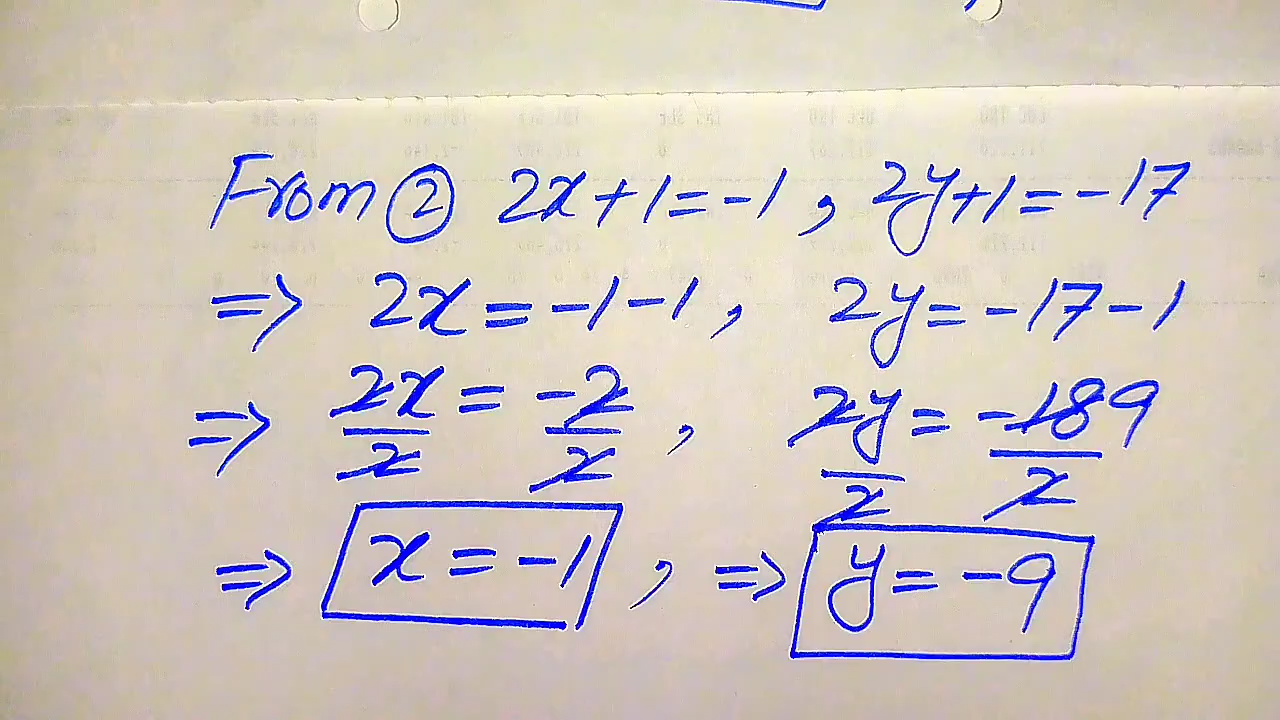 From ② 2x+1=-1, 2y+1=-17
=> 2x=-1-1, 2y=-17-1
=> 2x/2 = -2/2, 2y/2 = -18 9/2
=> x=-1, => y=-9